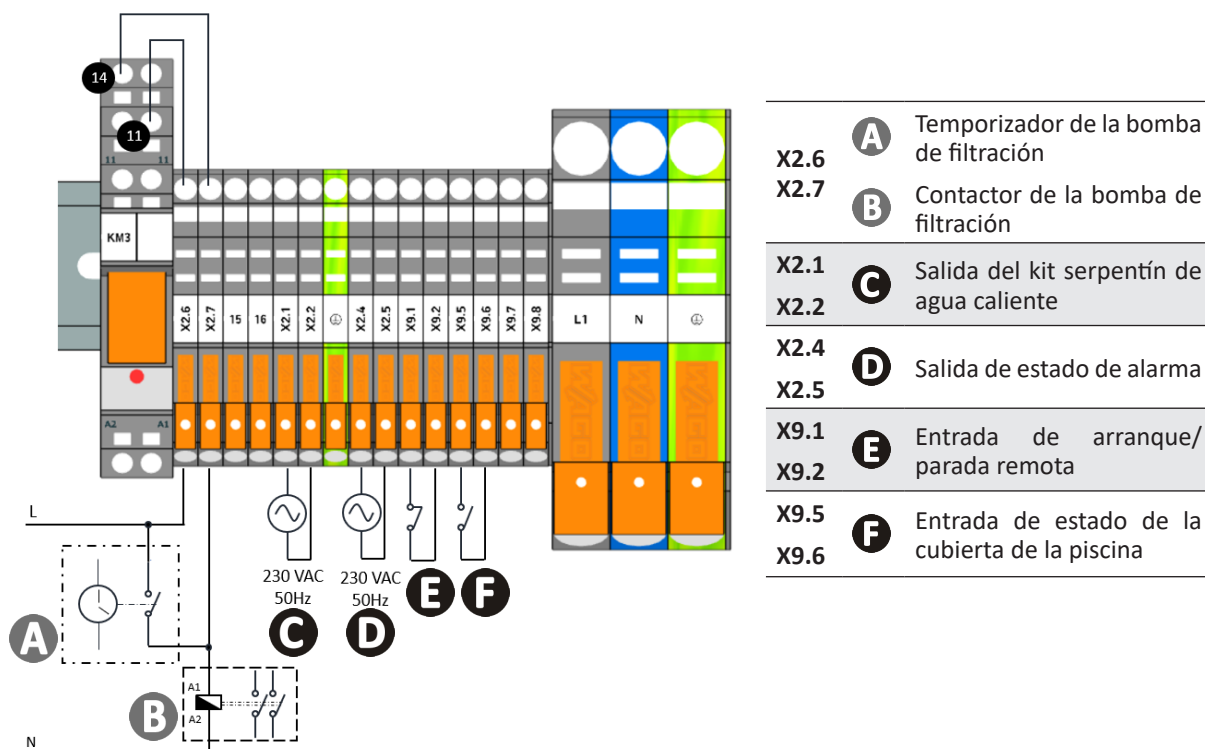 14
11
11 11
KM3
X2.6 X2.7 15 16 X2.1 X2.2 X2.4 X2.5 X9.1 X9.2 X9.5 X9.6 X9.7 X9.8
L1 N
A2 A1
L
230 VAC
50Hz
C
230 VAC
50Hz
D
E
F
A
A1
A2
B
N
X2.6
X2.7
A Temporizador de la bomba
de filtración
B Contactor de la bomba de
filtración
X2.1
X2.2
C Salida del kit serpentín de
agua caliente
X2.4
X2.5
D Salida de estado de alarma
X9.1
X9.2
E Entrada de arranque/
parada remota
X9.5
X9.6
F Entrada de estado de la
cubierta de la piscina